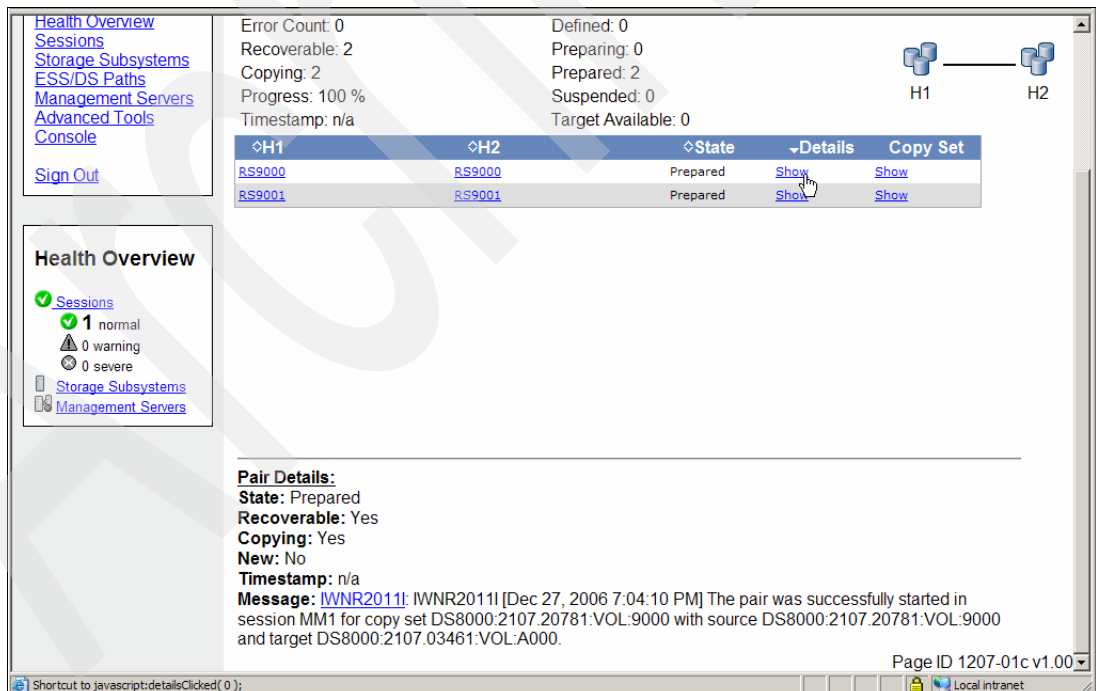 Health Overview
Sessions
Storage Subsystems
ESS/DS Paths
Management Servers
Advanced Tools
Console
Sign Out
Health Overview
Sessions
1 normal
0 warning
0 severe
Storage Subsystems
Management Servers
Error Count: 0
Recoverable: 2
Copying: 2
Progress: 100 %
Timestamp: n/a
Defined: 0
Preparing: 0
Prepared: 2
Suspended: 0
Target Available: 0
H1 H2
H1 H2 State Details Copy Set
RS9000 RS9000 Prepared Show Show
RS9001 RS9001 Prepared Show Show
Pair Details:
State: Prepared
Recoverable: Yes
Copying: Yes
New: No
Timestamp: n/a
Message: IWNR2011I: IWNR2011I [Dec 27, 2006 7:04:10 PM] The pair was successfully started in
session MM1 for copy set DS8000:2107.20781:VOL:9000 with source DS8000:2107.20781:VOL:9000
and target DS8000:2107.03461:VOL:A000.
Page ID 1207-01c v1.00
Shortcut to javascript:detailsClicked( 0 );
Local intranet